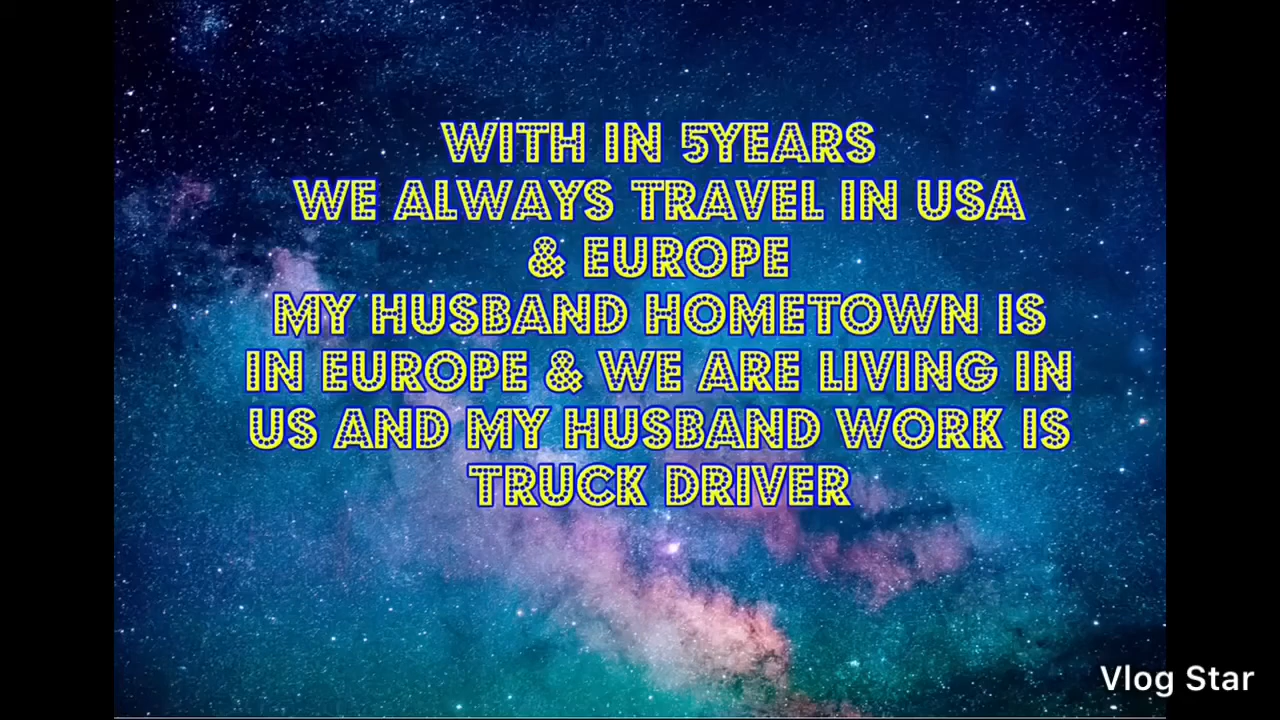 WITH IN 5YEARS
WE ALWAYS TRAVEL IN USA
& EUROPE
MY HUSBAND HOMETOWN IS
IN EUROPE & WE ARE LIVING IN
US AND MY HUSBAND WORK IS
TRUCK DRIVER
Vlog Star